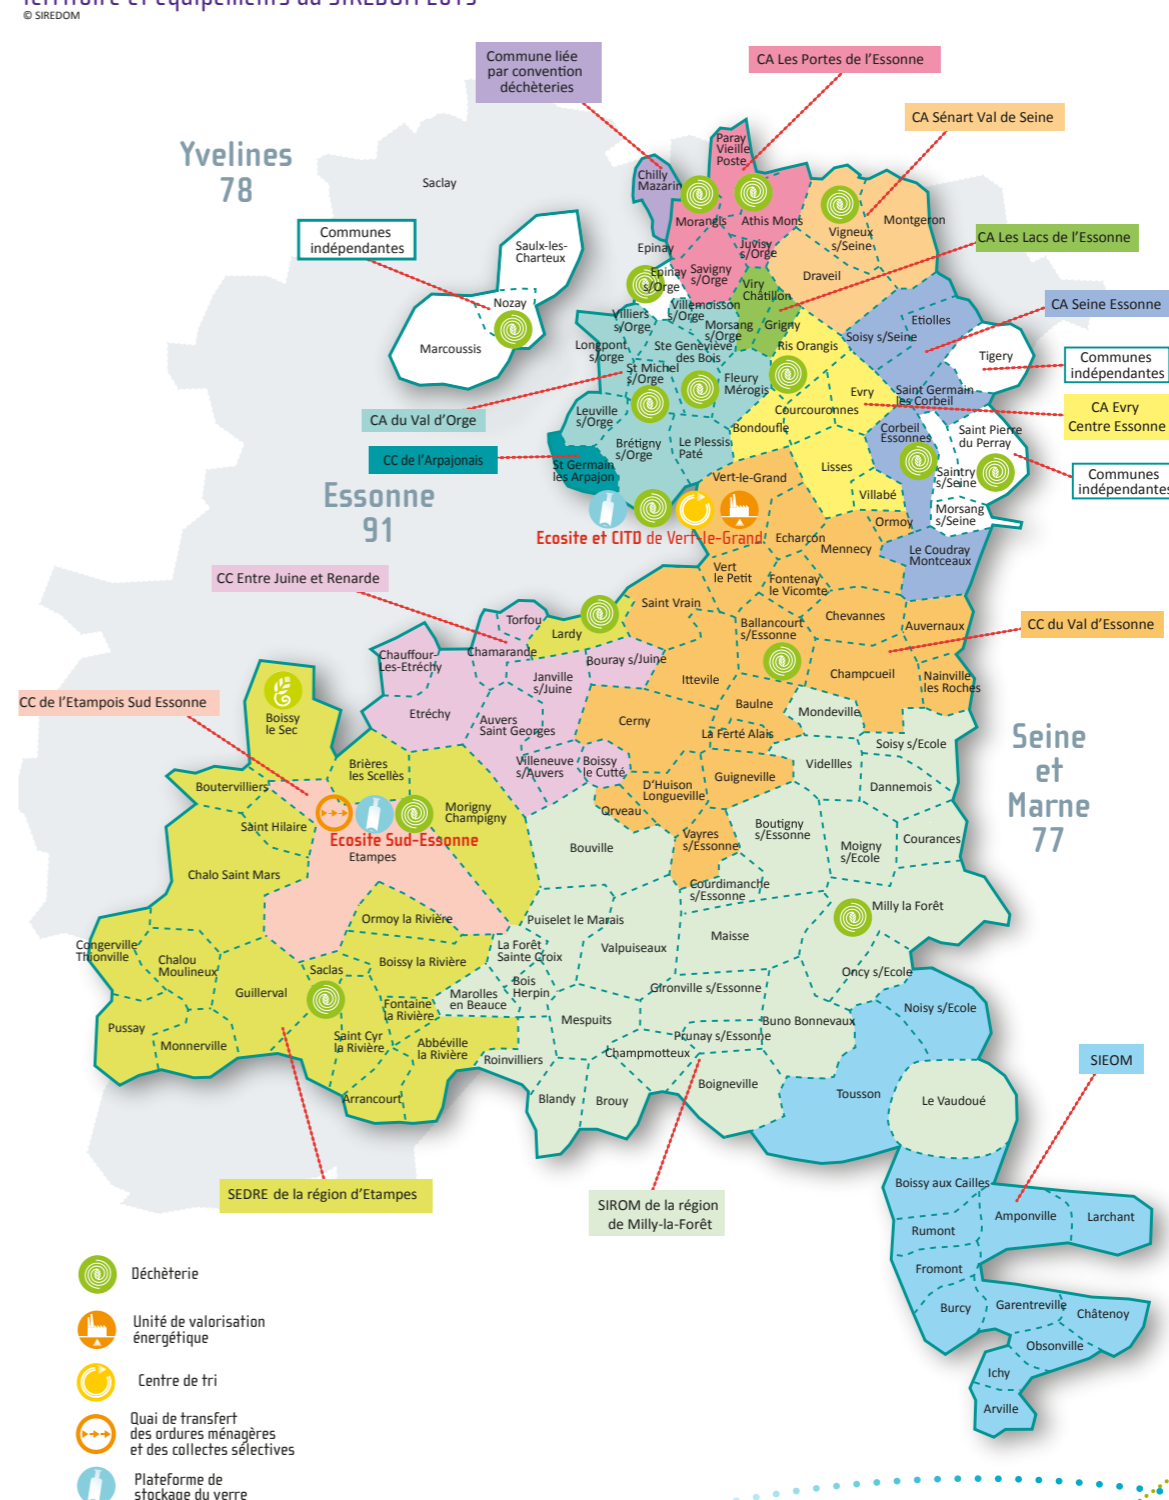 Territoire et équipements du SIREDOM 2015
© SIREDOM
Commune liée
par convention
déchèteries
CA Les Portes de l'Essonne
CA Sénart Val de Seine
Yvelines
78
Saclay
Communes
indépendantes
Saulx-les-
Charteux
Nozay
Marcoussis
Paray
Vieille
Poste
Chilly
Mazarin
Morangis
Athis Mons
Vigneux
s/Seine
Montgeron
CA Les Lacs de l'Essonne
Epinay
Juvisy
s/Orge
Epinay
s/Orge
Savigny
s/Orge
Draveil
Viry
Châtillon
CA Seine Essonne
Villiers
s/Orge
Villemoisson
s/Orge
Morsang
s/Orge
Grigny
Soisy s/Seine
Etiolles
Longpont
s/orge
Ste Geneviève
des Bois
Ris Orangis
Tigery
Communes
indépendantes
St Michel
s/Orge
Fleury
Mérogis
Evry
Saint Germain
les Corbeil
CA Evry
Centre Essonne
CA du Val d'Orge
Leuville
s/Orge
Courcouronnes
Bondoufle
Corbeil
Essonnes
Saint Pierre
du Perray
Brétigny
s/Orge
Le Plessis
Paté
CC de l'Arpajonais
St Germain
les Arpajon
Lisses
Saintry
s/Seine
Communes
indépendantes
Vert-le-Grand
Villabé
Morsang
s/Seine
Essonne
91
Ecosite et CITD de Vert-le-Grand
Ormoy
Echarcon
Mennecy
Le Coudray
Montceaux
CC Entre Juine et Renarde
Vert
le Petit
Fontenay
le Vicomte
Saint Vrain
Chevannes
Ballancourt
s/Essonne
Auvernaux
CC du Val d'Essonne
Torfou
Lardy
Chamarande
Chauffour-
Les-Etréchy
Bouray s/Juine
Janville
s/Juine
Itteville
Champcueil
Nainville
les Roches
CC de l'Etampois Sud Essonne
Boissy
le Sec
Etréchy
Auvers
Saint Georges
Cerny
Baulne
Mondeville
La Ferté Alais
Soisy s/Ecole
Seine
et
Marne
77
Brières
les Scellès
Villeneuve
s/Auvers
Boissy
le Cutté
Videllles
Boutervilliers
D'Huison
Longueville
Guigneville
Dannemois
Morigny
Champigny
Orveau
Saint Hilaire
Ecosite Sud-Essonne
Etampes
Bouville
Vayres
s/Essonne
Boutigny
s/Essonne
Moigny
s/Ecole
Courances
Chalo Saint Mars
Courdimanche
s/Essonne
Milly la Forêt
Ormoy la Rivière
Puiselet le Marais
Maisse
Congerville
Thionville
La Forêt
Sainte Croix
Valpuiseaux
Chalou
Moulineux
Saclas
Boissy la Rivière
Oncy s/Ecole
Guillerval
Bois
Herpin
Gironville s/Essonne
Marolles
en Beauce
Fontaine
la Rivière
Noisy s/Ecole
Pussay
Mespuits
Buno Bonnevaux
Monnerville
Saint Cyr
la Rivière
Abbéville
la Rivière
Prunay s/Essonne
Roinvilliers
Champmotteux
SIEOM
Boigneville
Arrancourt
Blandy
Brouy
Tousson
Le Vaudoué
SEDRE de la région d'Etampes
SIROM de la région
de Milly-la-Forêt
Boissy aux Cailles
Amponville
Larchant
Rumont
Fromont
Burcy
Garentreville
Châtenoy
Obsonville
Ichy
Arville
Déchèterie
Unité de valorisation
énergétique
Centre de tri
Quai de transfert
des ordures ménagères
et des collectes sélectives
Plateforme de
stockage du verre